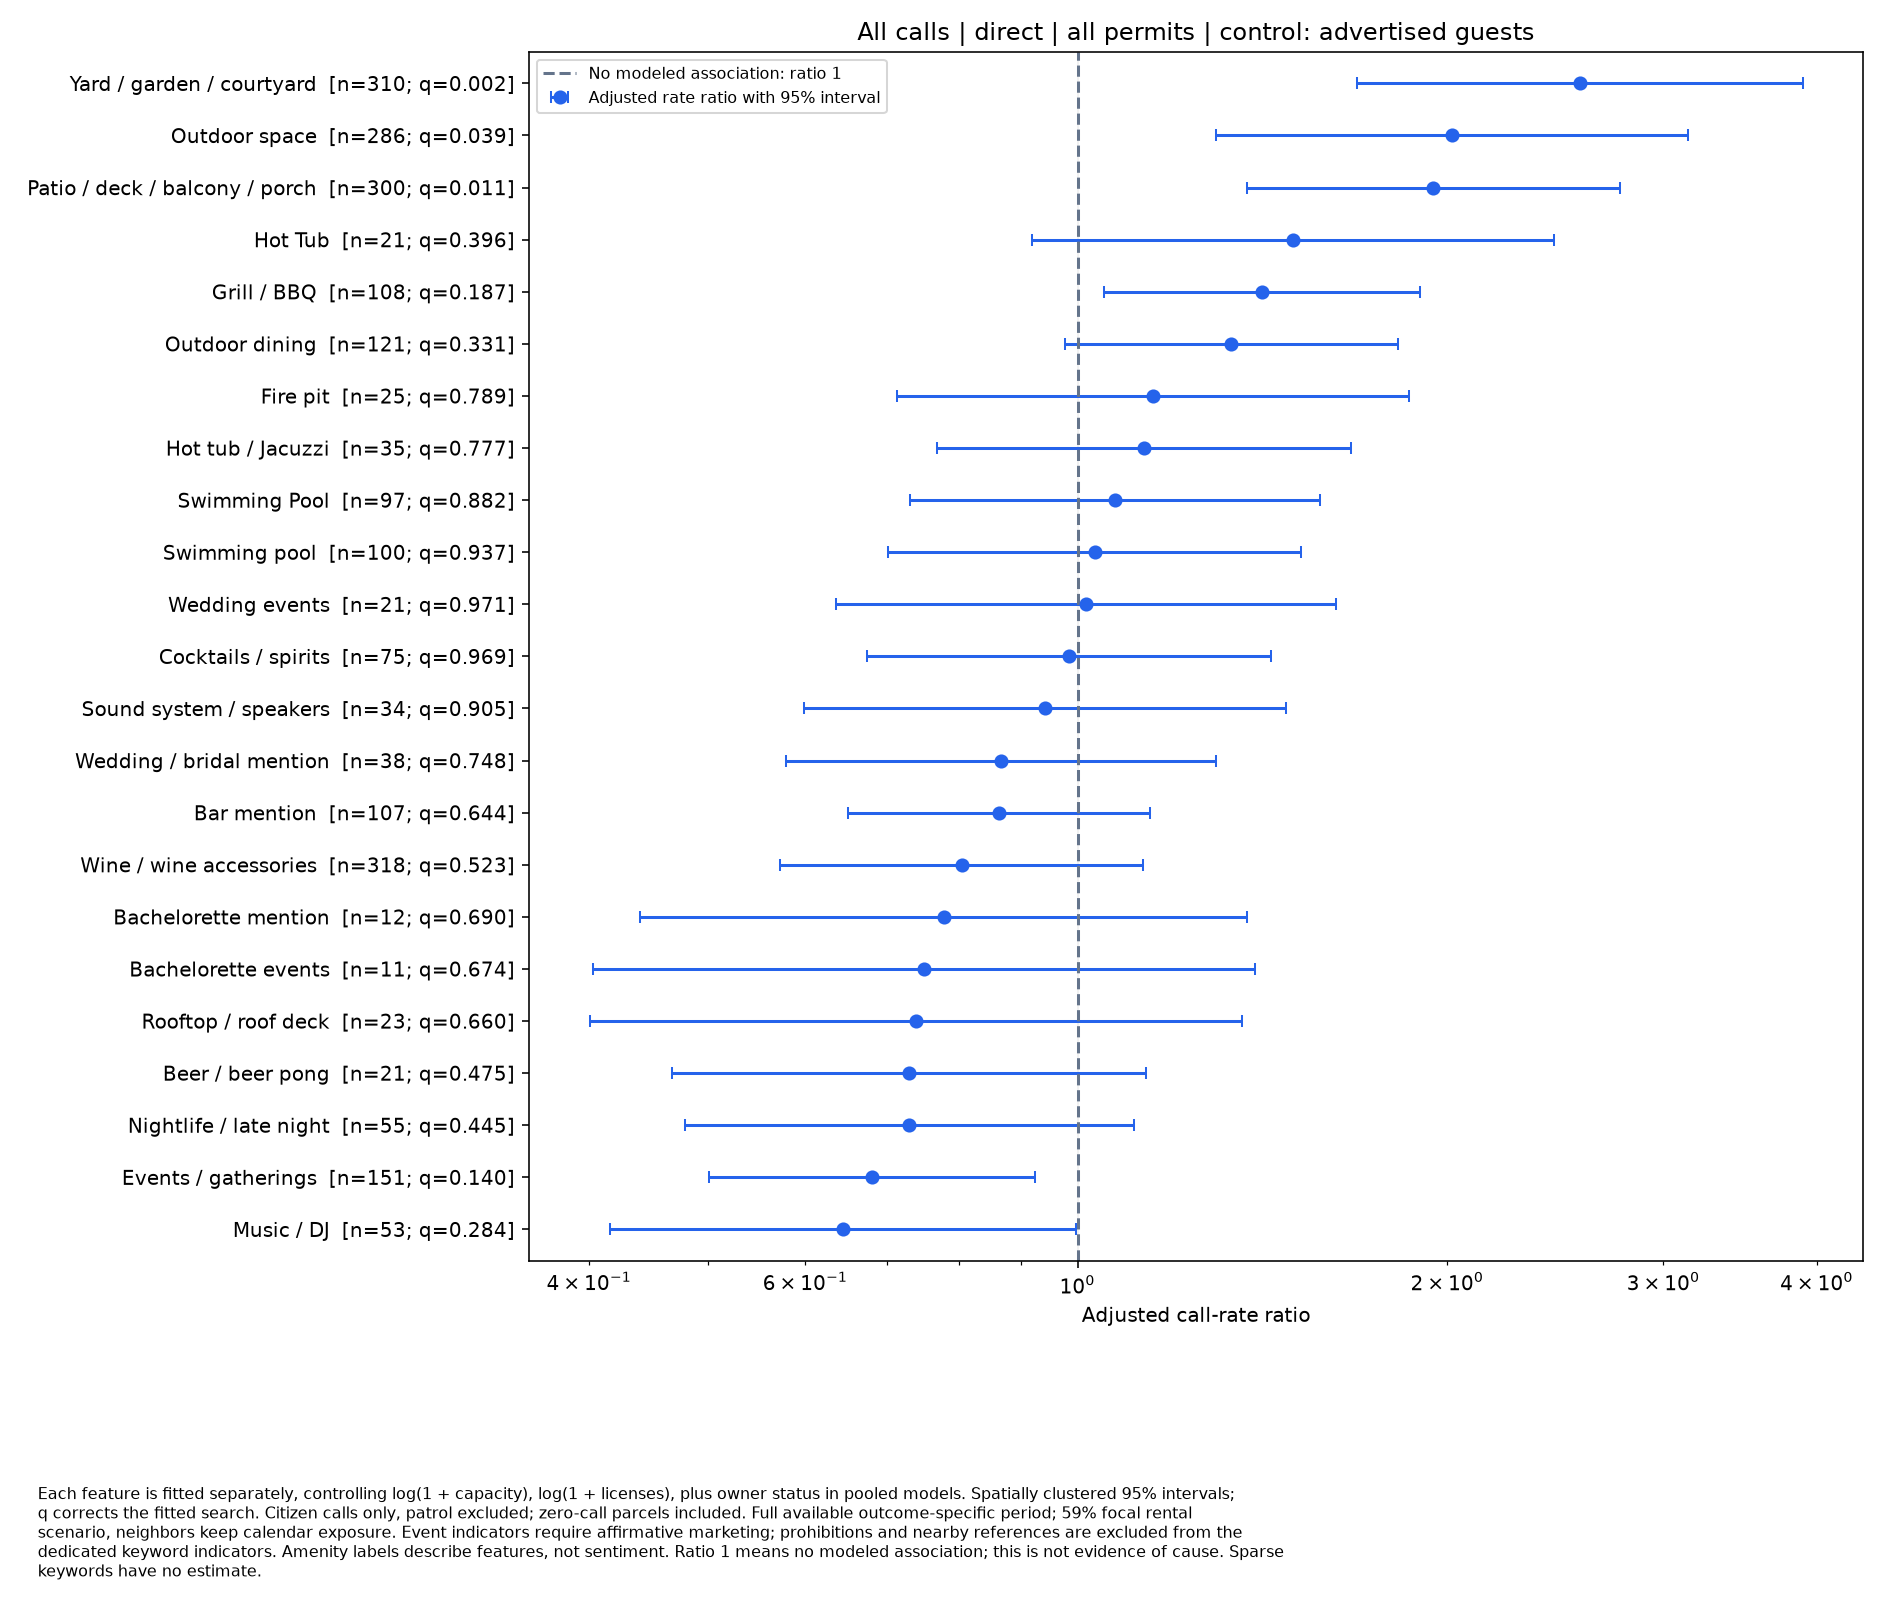 All calls | direct | all permits | control: advertised guests
No modeled association: ratio 1
Adjusted rate ratio with 95% interval
Yard / garden / courtyard [n=310; q=0.002]
Outdoor space [n=286; q=0.039]
Patio / deck / balcony / porch [n=300; q=0.011]
Hot Tub [n=21; q=0.396]
Grill / BBQ [n=108; q=0.187]
Outdoor dining [n=121; q=0.331]
Fire pit [n=25; q=0.789]
Hot tub / Jacuzzi [n=35; q=0.777]
Swimming Pool [n=97; q=0.882]
Swimming pool [n=100; q=0.937]
Wedding events [n=21; q=0.971]
Cocktails / spirits [n=75; q=0.969]
Sound system / speakers [n=34; q=0.905]
Wedding / bridal mention [n=38; q=0.748]
Bar mention [n=107; q=0.644]
Wine / wine accessories [n=318; q=0.523]
Bachelorette mention [n=12; q=0.690]
Bachelorette events [n=11; q=0.674]
Rooftop / roof deck [n=23; q=0.660]
Beer / beer pong [n=21; q=0.475]
Nightlife / late night [n=55; q=0.445]
Events / gatherings [n=151; q=0.140]
Music / DJ [n=53; q=0.284]
4 × 10⁻¹ 6 × 10⁻¹ 10⁰ 2 × 10⁰ 3 × 10⁰ 4 × 10⁰
Adjusted call-rate ratio
Each feature is fitted separately, controlling log(1 + capacity), log(1 + licenses), plus owner status in pooled models. Spatially clustered 95% intervals;
q corrects the fitted search. Citizen calls only, patrol excluded; zero-call parcels included. Full available outcome-specific period; 59% focal rental
scenario, neighbors keep calendar exposure. Event indicators require affirmative marketing; prohibitions and nearby references are excluded from the
dedicated keyword indicators. Amenity labels describe features, not sentiment. Ratio 1 means no modeled association; this is not evidence of cause. Sparse
keywords have no estimate.